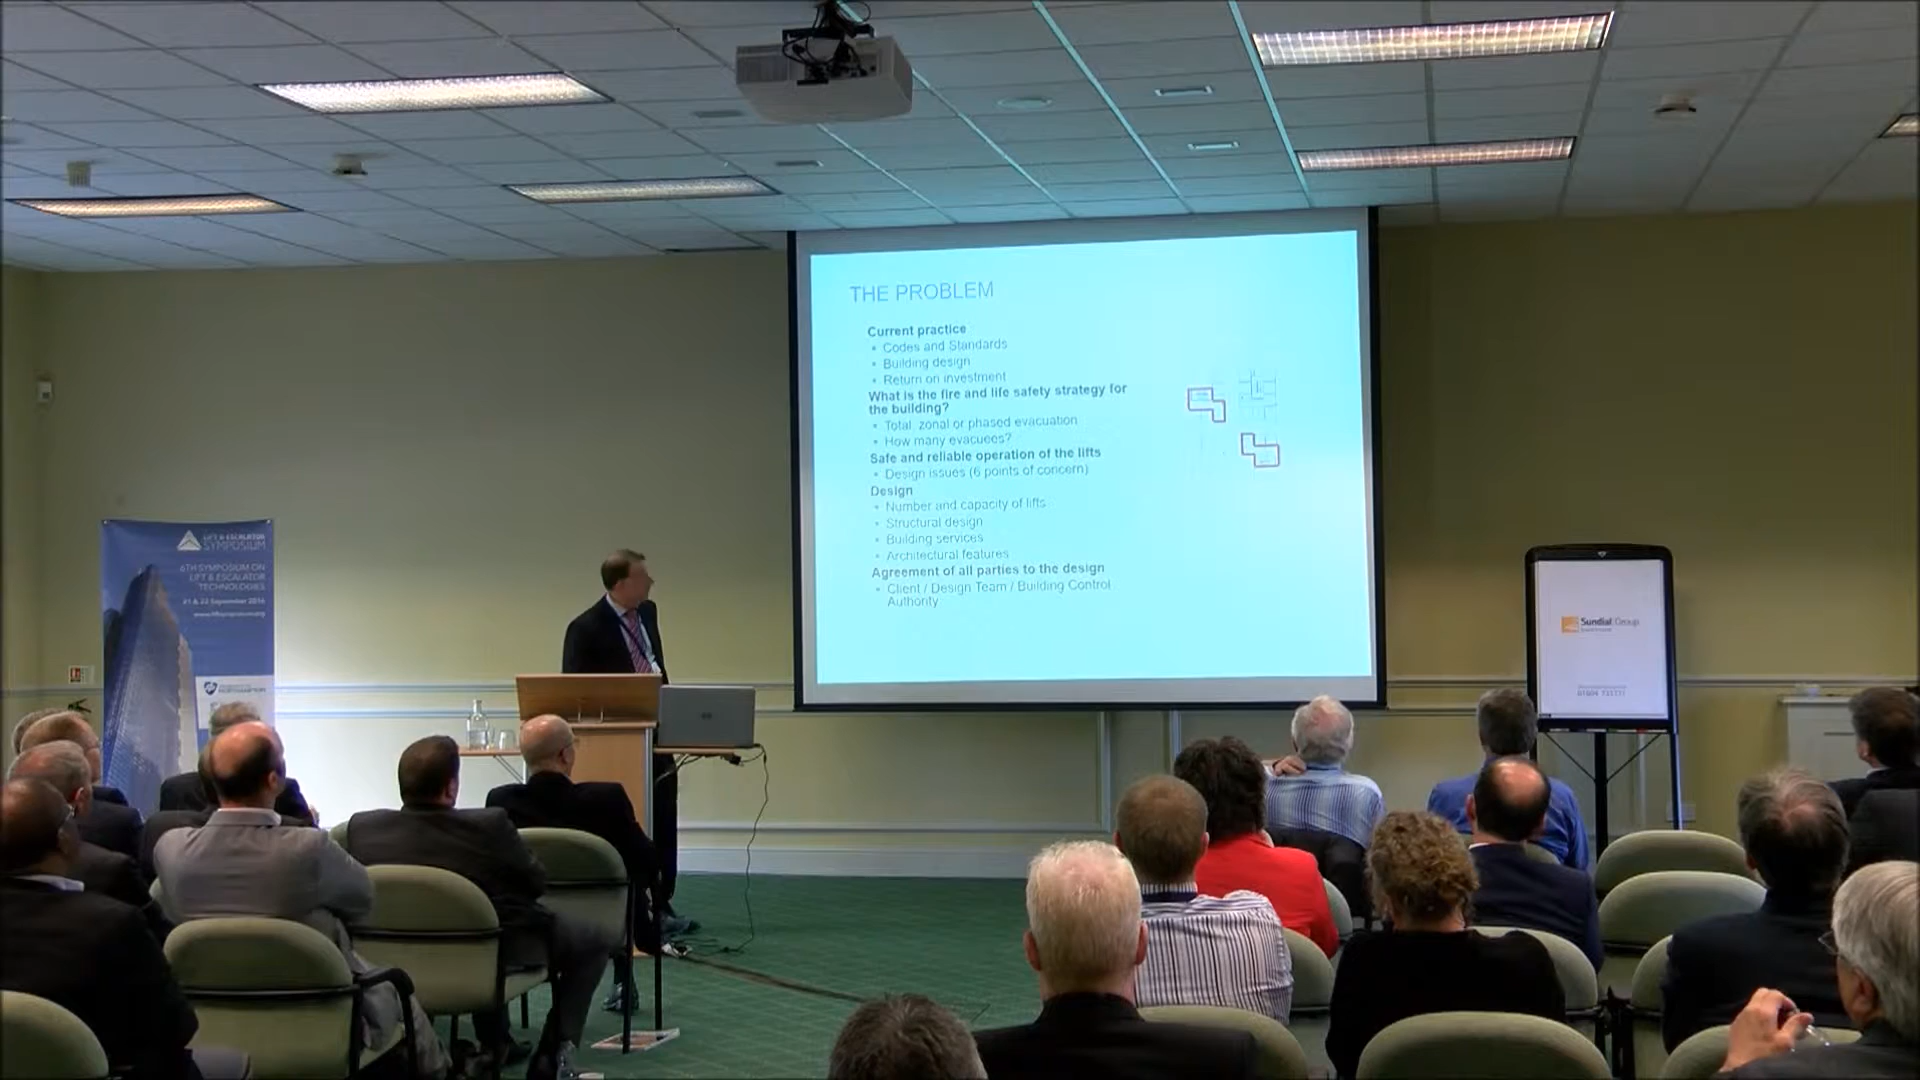 THE PROBLEM
Current practice
• Codes and Standards
• Building design
• Return on investment
What is the fire and life safety strategy for
the building?
• Total, zonal or phased evacuation
• How many evacuees?
Safe and reliable operation of the lifts
• Design issues (6 points of concern)
Design
• Number and capacity of lifts
• Structural design
• Building services
• Architectural features
Agreement of all parties to the design
• Client / Design Team / Building Control
Authority
LIFT & ESCALATOR
SYMPOSIUM
6TH SYMPOSIUM ON
LIFT & ESCALATOR
TECHNOLOGIES
21 & 22 September 2016
www.liftsymposium.org
NORTHAMPTON
Sundial Group